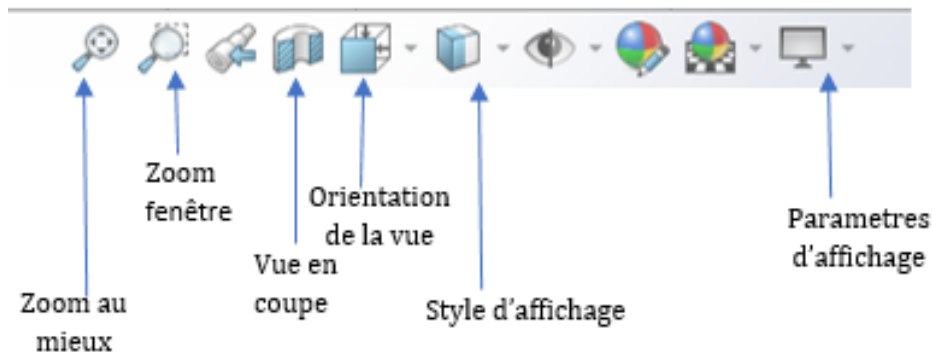 Zoom
fenêtre
Orientation
de la vue
Parametres
d'affichage
Vue en
coupe
Zoom au
mieux
Style d'affichage